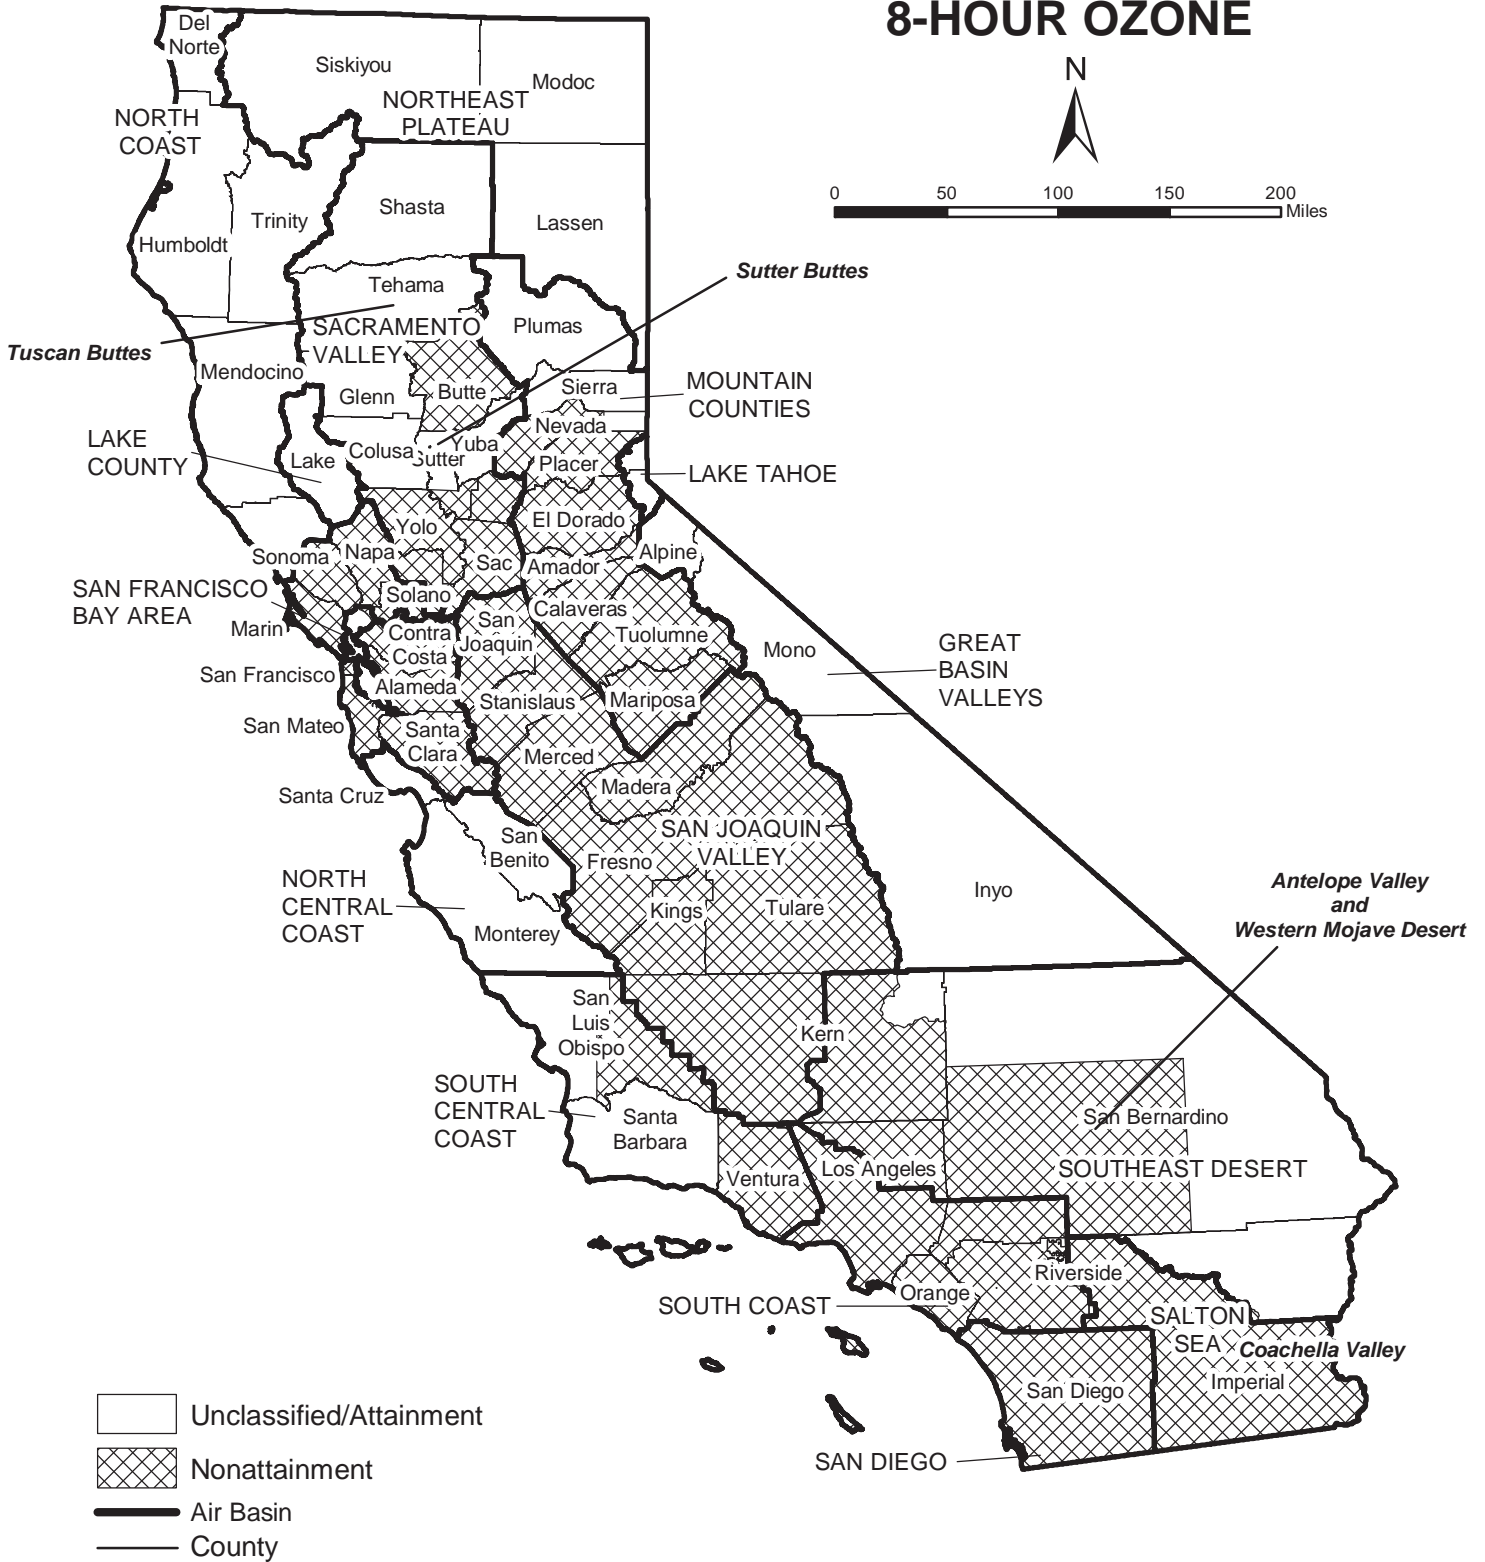 8-HOUR OZONE
N
0 50 100 150 200
Miles
Del
Norte
Siskiyou
Modoc
NORTHEAST
PLATEAU
NORTH
COAST
Shasta
Trinity
Lassen
Humboldt
Sutter Buttes
Tehama
Tuscan Buttes
SACRAMENTO
VALLEY
Plumas
Mendocino
Glenn
Butte
Sierra
MOUNTAIN
COUNTIES
Nevada
LAKE
COUNTY
Lake
Colusa
Sutter
Yuba
Placer
LAKE TAHOE
Yolo
El Dorado
Sonoma
Napa
Sac
Amador
Alpine
SAN FRANCISCO
BAY AREA
Solano
Calaveras
Marin
Contra
Costa
San
Joaquin
Tuolumne
Mono
GREAT
BASIN
VALLEYS
San Francisco
Alameda
Stanislaus
Mariposa
San Mateo
Santa
Clara
Merced
Madera
Santa Cruz
San
Benito
SAN JOAQUIN
VALLEY
Fresno
NORTH
CENTRAL
COAST
Kings
Tulare
Inyo
Antelope Valley
and
Western Mojave Desert
Monterey
San
Luis
Obispo
Kern
SOUTH
CENTRAL
COAST
Santa
Barbara
San Bernardino
Ventura
Los Angeles
SOUTHEAST DESERT
Riverside
Orange
SOUTH COAST
SALTON
SEA
Coachella Valley
San Diego
Imperial
SAN DIEGO
Unclassified/Attainment
Nonattainment
Air Basin
County